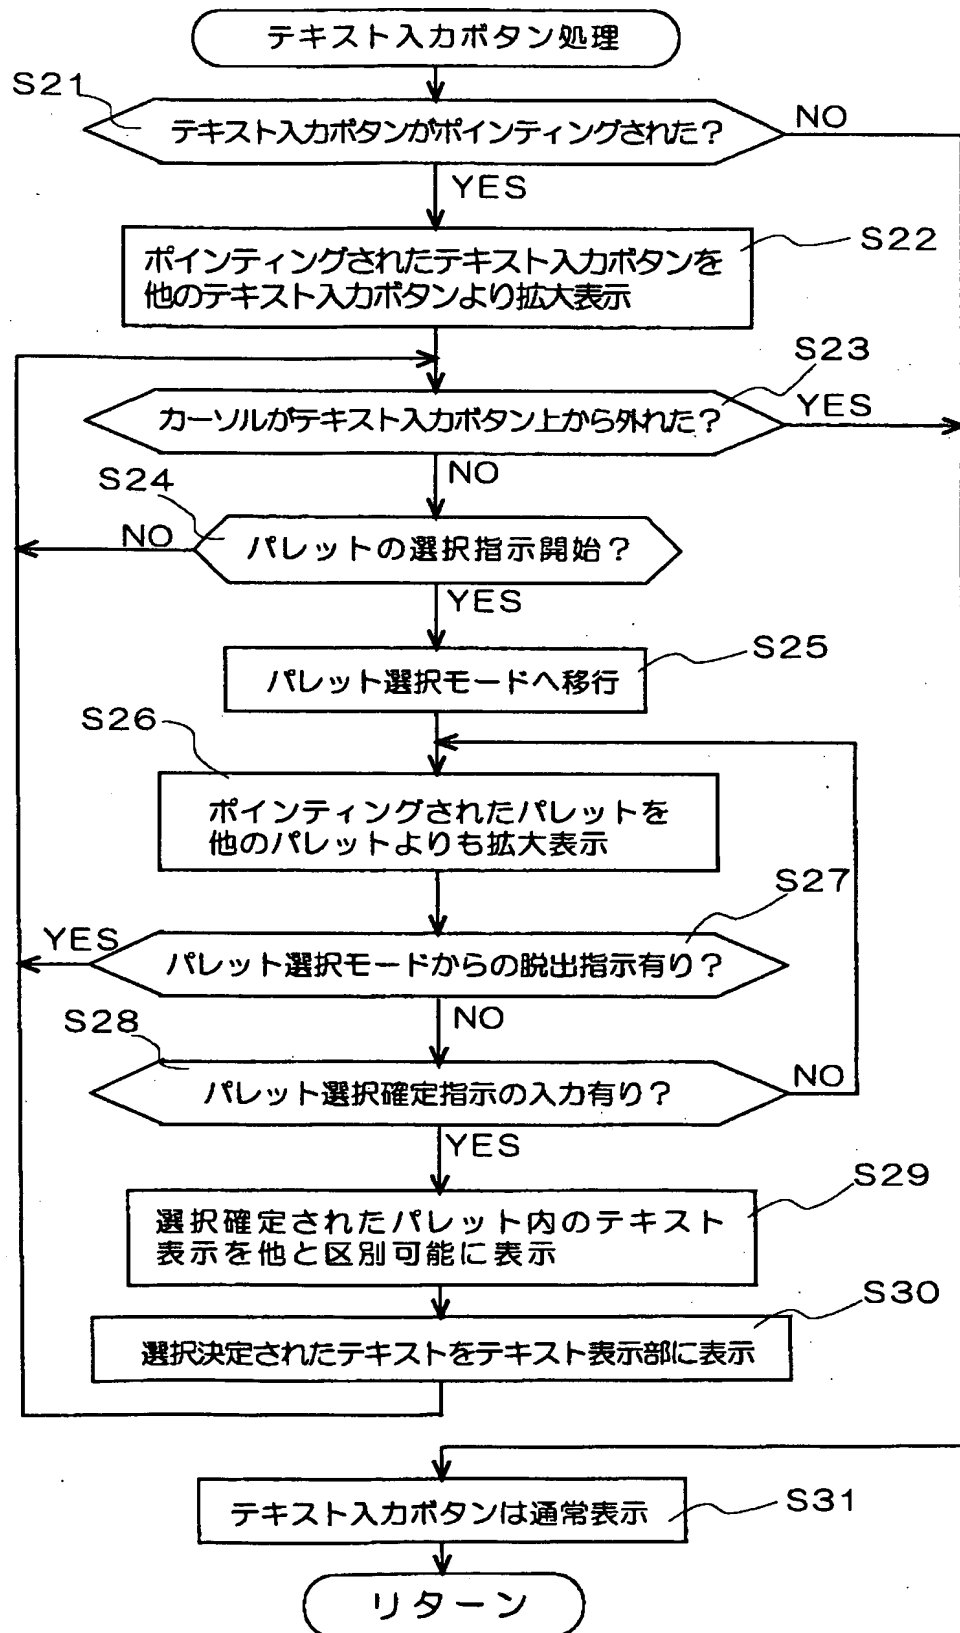 テキスト入力ボタン処理
S21
テキスト入力ボタンがポインティングされた?
NO
YES
S22
ポインティングされたテキスト入力ボタンを
他のテキスト入力ボタンより拡大表示
S23
カーソルがテキスト入力ボタン上から外れた?
YES
NO
S24
NO
パレットの選択指示開始?
YES
S25
パレット選択モードへ移行
S26
ポインティングされたパレットを
他のパレットよりも拡大表示
S27
YES
パレット選択モードからの脱出指示有り?
NO
S28
パレット選択確定指示の入力有り?
NO
YES
S29
選択確定されたパレット内のテキスト
表示を他と区別可能に表示
S30
選択決定されたテキストをテキスト表示部に表示
テキスト入力ボタンは通常表示
S31
リターン